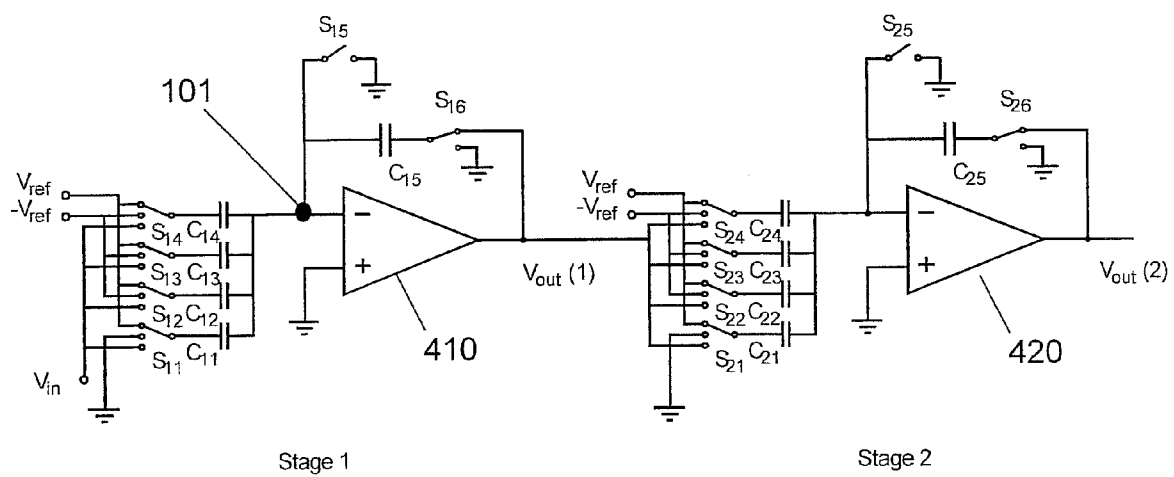 S15
S25
101
S16
S26
C15
C25
Vref
Vref
-Vref
-Vref
S14 C14
S24 C24
S13 C13
S23 C23
Vout (1)
Vout (2)
S12 C12
S22 C22
S11 C11
S21 C21
410
420
Vin
Stage 1
Stage 2